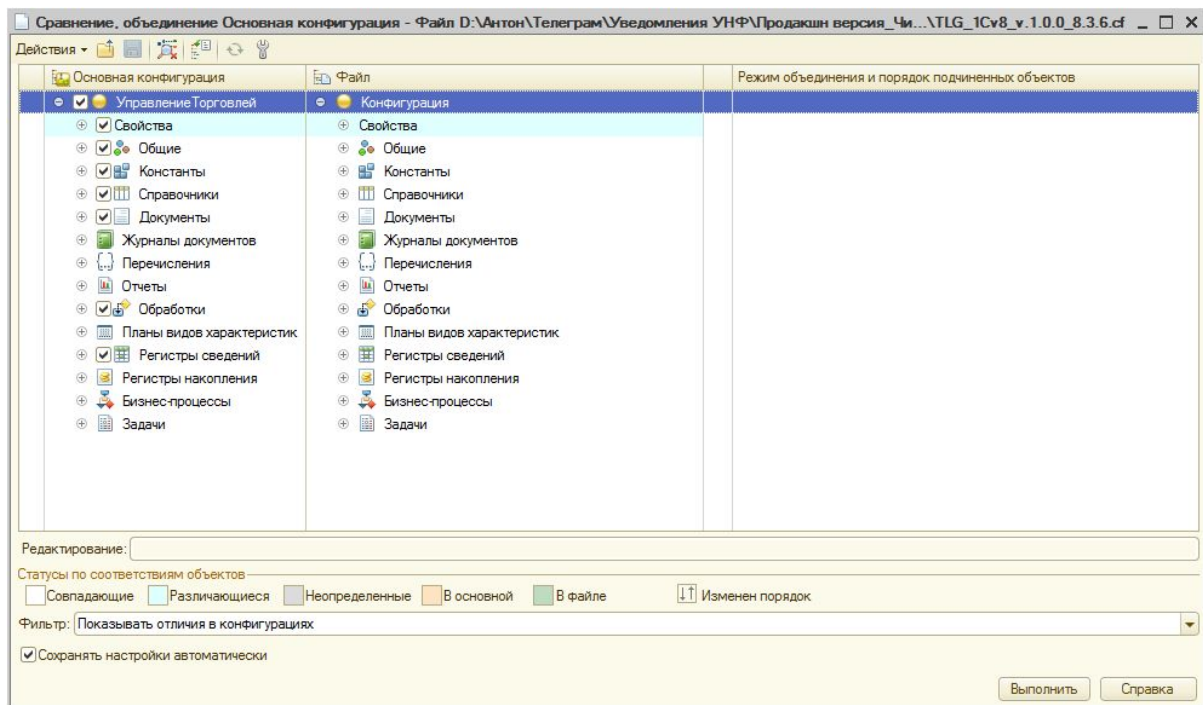 Сравнение, объединение Основная конфигурация - Файл D:\Антон\Телеграм\Уведомления УНФ\Продакшн версия_Чи...\TLG_1Cv8_v.1.0.0_8.3.6.cf
Действия
Основная конфигурация Файл Режим объединения и порядок подчиненных объектов
УправлениеТорговлей Конфигурация
Свойства Свойства
Общие Общие
Константы Константы
Справочники Справочники
Документы Документы
Журналы документов Журналы документов
Перечисления Перечисления
Отчеты Отчеты
Обработки Обработки
Планы видов характеристик Планы видов характеристик
Регистры сведений Регистры сведений
Регистры накопления Регистры накопления
Бизнес-процессы Бизнес-процессы
Задачи Задачи
Редактирование:
Статусы по соответствиям объектов
Совпадающие Различающиеся Неопределенные В основной В файле Изменен порядок
Фильтр: Показывать отличия в конфигурациях
Сохранять настройки автоматически
Выполнить Справка